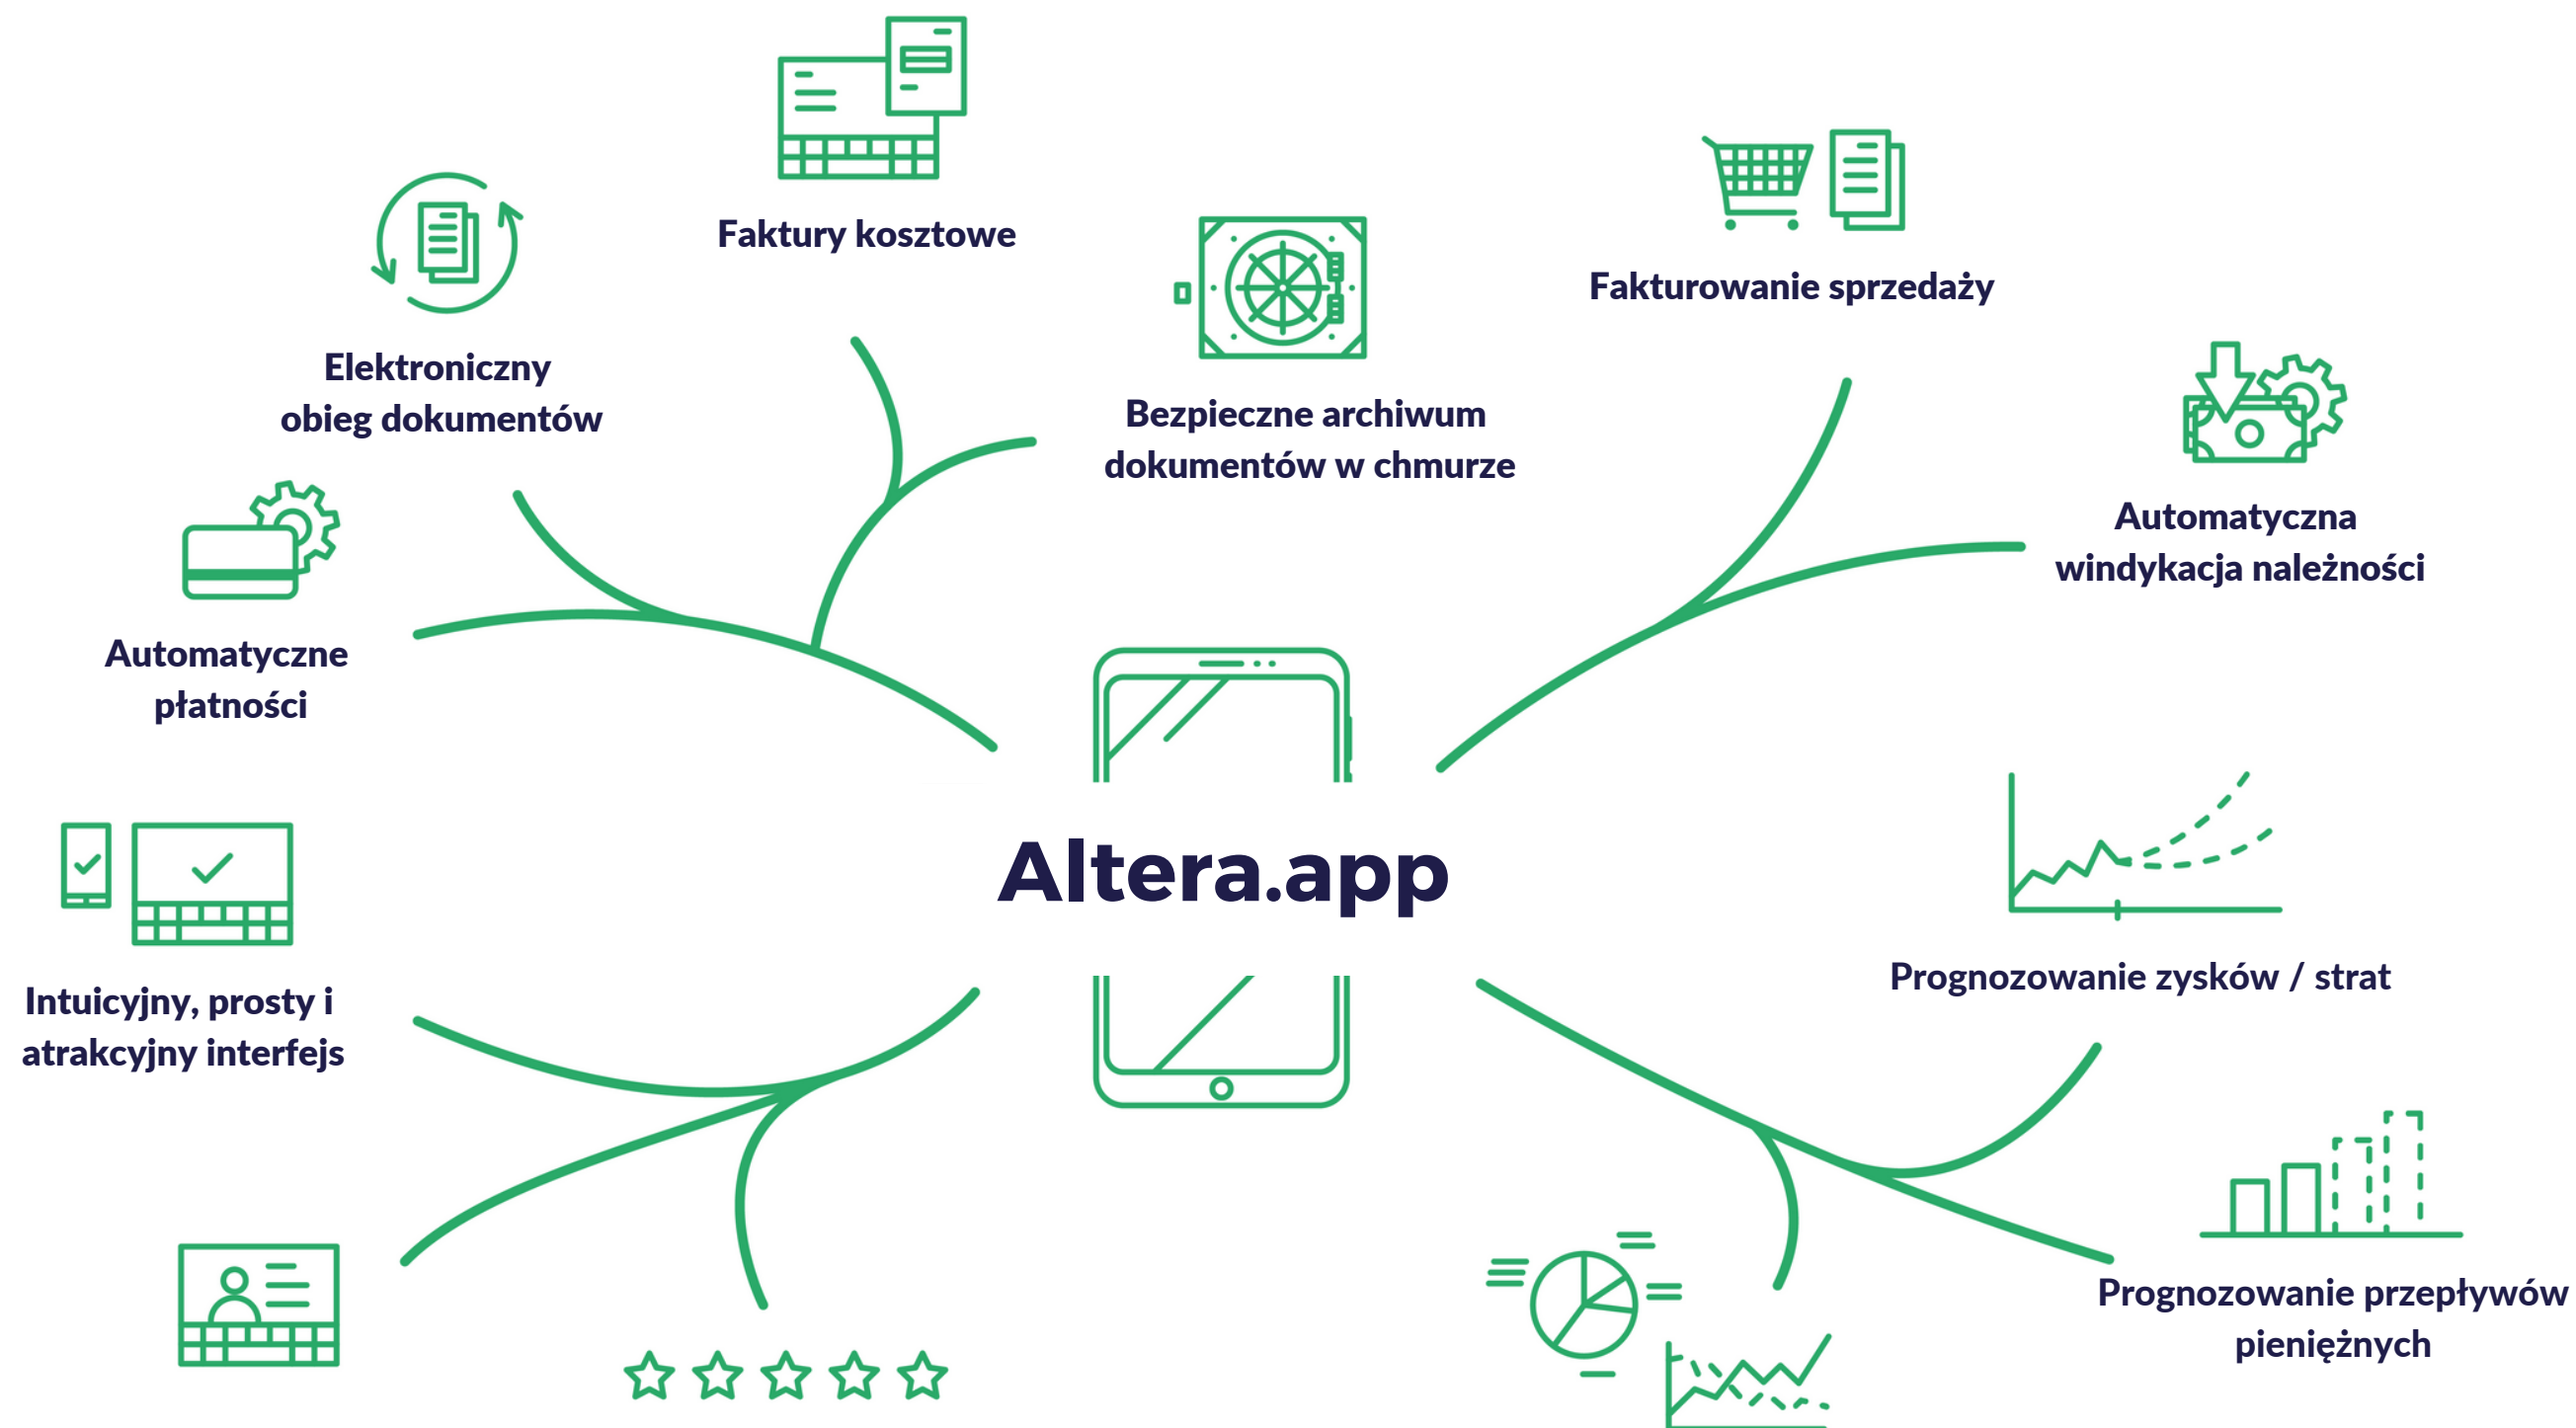 Faktury kosztowe
Fakturowanie sprzedaży
Elektroniczny
obieg dokumentów
Bezpieczne archiwum
dokumentów w chmurze
Automatyczna
windykacja należności
Automatyczne
płatności
Altera.app
Prognozowanie zysków / strat
Intuicyjny, prosty i
atrakcyjny interfejs
Prognozowanie przepływów
pieniężnych